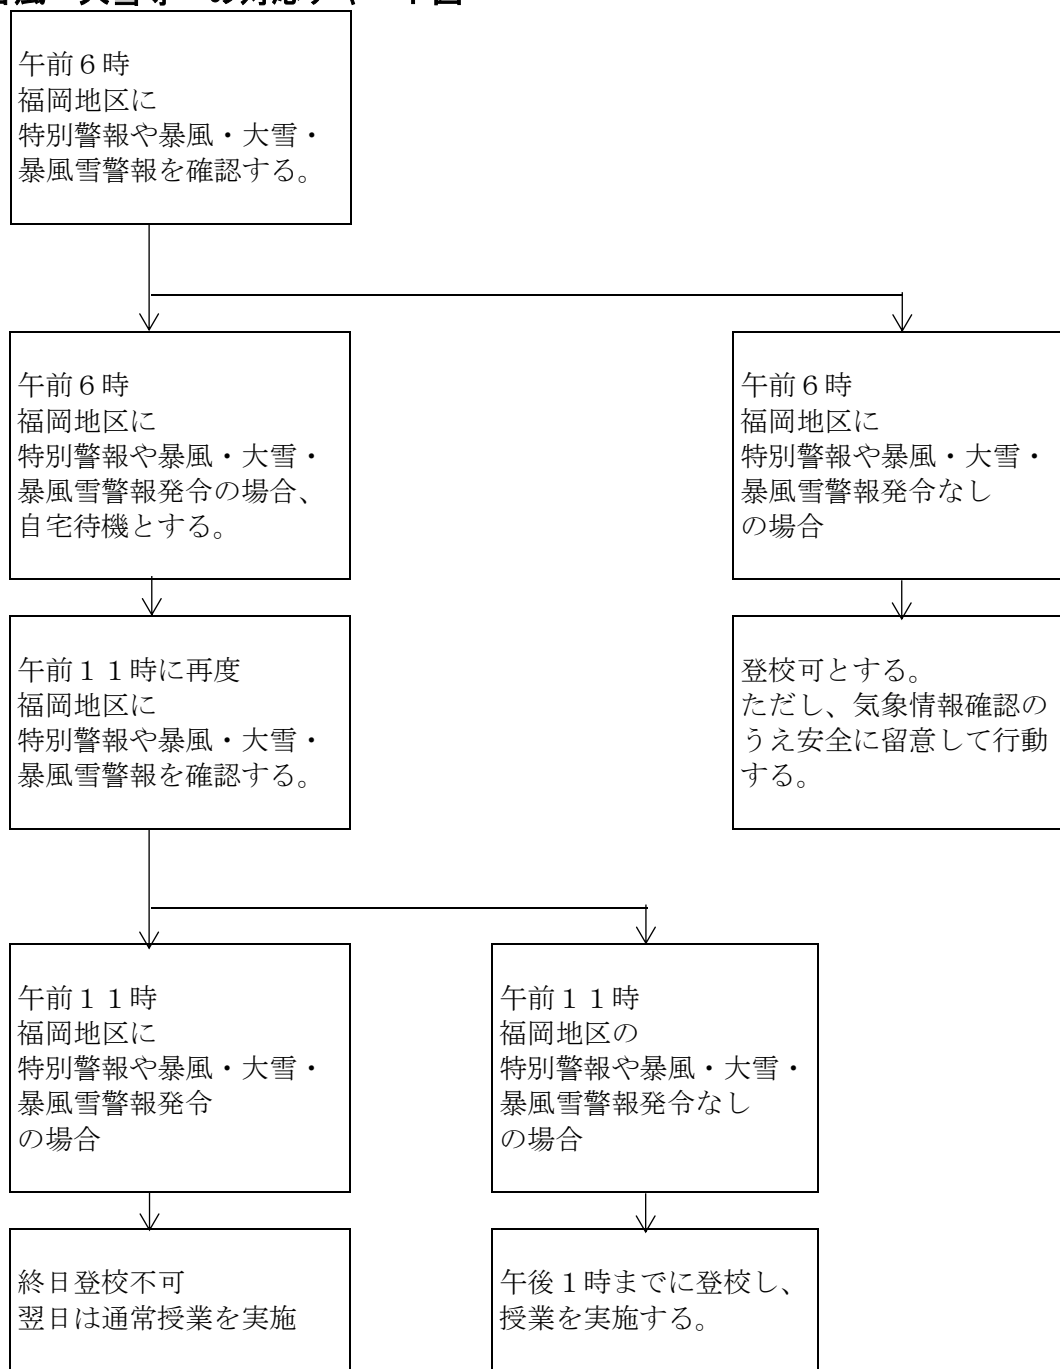 午前６時
福岡地区に
特別警報や暴風・大雪・
暴風雪警報を確認する。
午前６時
福岡地区に
特別警報や暴風・大雪・
暴風雪警報発令の場合、
自宅待機とする。
午前６時
福岡地区に
特別警報や暴風・大雪・
暴風雪警報発令なし
の場合
午前１１時に再度
福岡地区に
特別警報や暴風・大雪・
暴風雪警報を確認する。
登校可とする。
ただし、気象情報確認の
うえ安全に留意して行動
する。
午前１１時
福岡地区に
特別警報や暴風・大雪・
暴風雪警報発令
の場合
午前１１時
福岡地区の
特別警報や暴風・大雪・
暴風雪警報発令なし
の場合
終日登校不可
翌日は通常授業を実施
午後１時までに登校し、
授業を実施する。